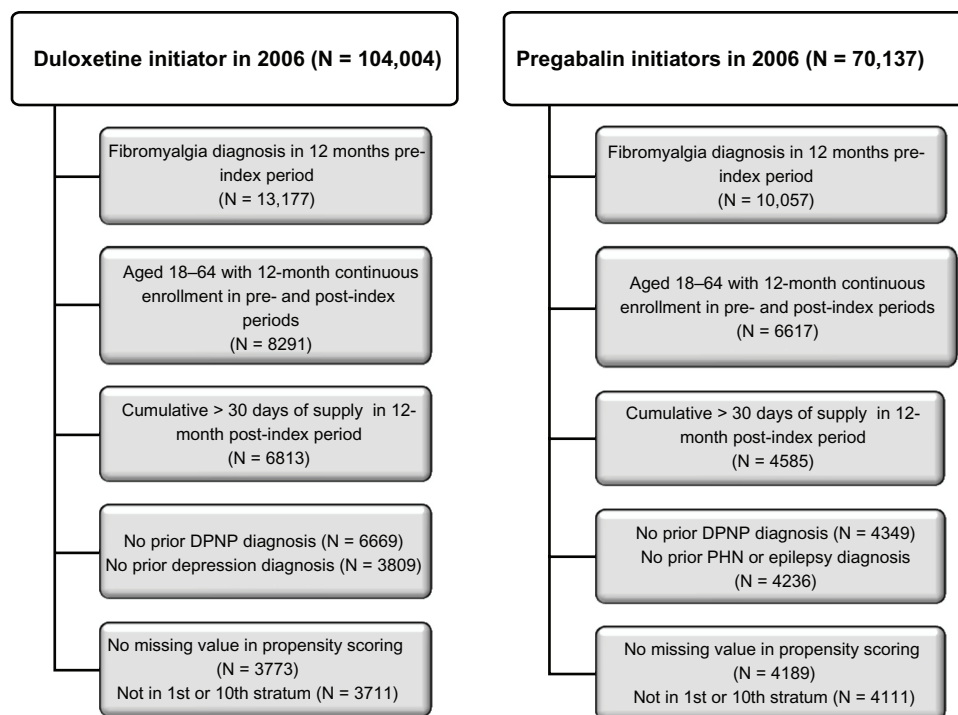 Duloxetine initiator in 2006 (N = 104,004)
Fibromyalgia diagnosis in 12 months pre-
index period
(N = 13,177)
Aged 18–64 with 12-month continuous
enrollment in pre- and post-index
periods
(N = 8291)
Cumulative > 30 days of supply in 12-
month post-index period
(N = 6813)
No prior DPNP diagnosis (N = 6669)
No prior depression diagnosis (N = 3809)
No missing value in propensity scoring
(N = 3773)
Not in 1st or 10th stratum (N = 3711)
Pregabalin initiators in 2006 (N = 70,137)
Fibromyalgia diagnosis in 12 months pre-
index period
(N = 10,057)
Aged 18–64 with 12-month continuous
enrollment in pre- and post-index periods
(N = 6617)
Cumulative > 30 days of supply in 12-
month post-index period
(N = 4585)
No prior DPNP diagnosis (N = 4349)
No prior PHN or epilepsy diagnosis
(N = 4236)
No missing value in propensity scoring
(N = 4189)
Not in 1st or 10th stratum (N = 4111)